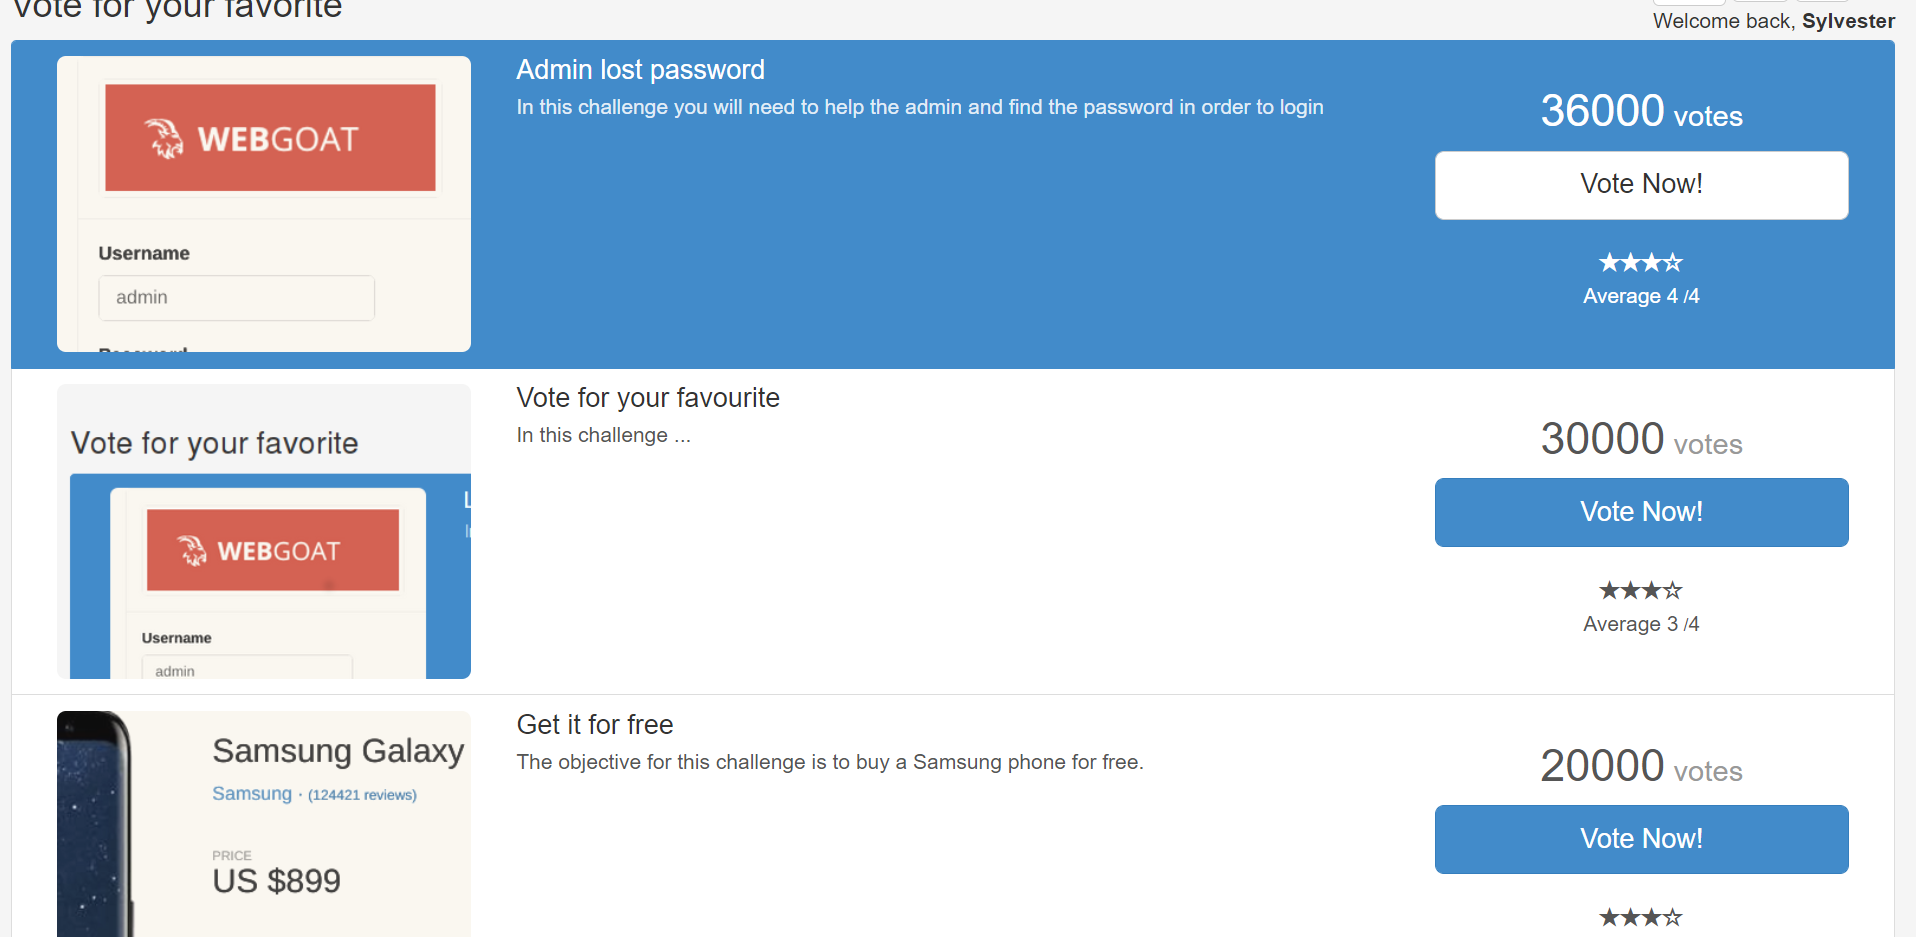 Vote for your favorite
Welcome back, Sylvester
WEBGOAT
Username
admin
Password
Admin lost password
In this challenge you will need to help the admin and find the password in order to login
36000 votes
Vote Now!
★★★☆
Average 4 /4
Vote for your favorite
WEBGOAT
Username
admin
Vote for your favourite
In this challenge ...
30000 votes
Vote Now!
★★★☆
Average 3 /4
Samsung Galaxy
Samsung · (124421 reviews)
PRICE
US $899
Get it for free
The objective for this challenge is to buy a Samsung phone for free.
20000 votes
Vote Now!
★★★☆